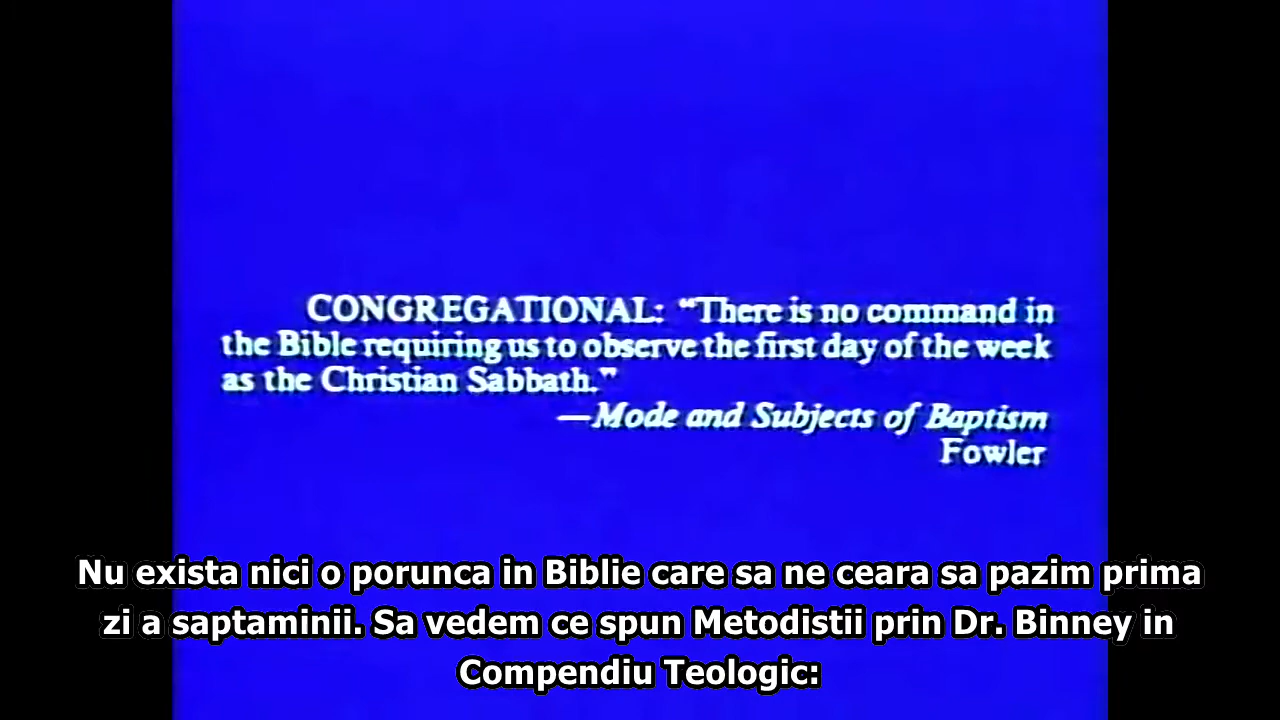 CONGREGATIONAL: “There is no command in
the Bible requiring us to observe the first day of the week
as the Christian Sabbath.”
—Mode and Subjects of Baptism
Fowler
Nu exista nici o porunca in Biblie care sa ne ceara sa pazim prima
zi a saptaminii. Sa vedem ce spun Metodistii prin Dr. Binney in
Compendiu Teologic: